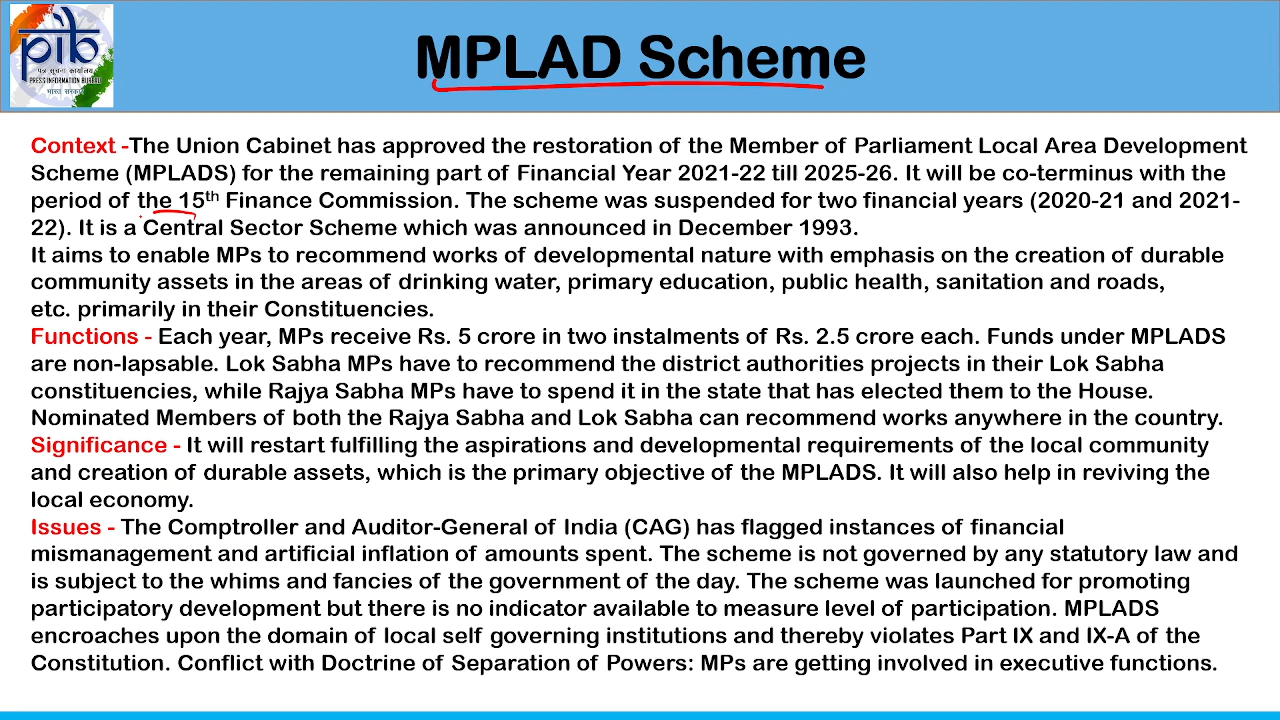 pib
पत्र सूचना कार्यालय
PRESS INFORMATION BUREAU
भारत सरकार
MPLAD Scheme
Context -The Union Cabinet has approved the restoration of the Member of Parliament Local Area Development
Scheme (MPLADS) for the remaining part of Financial Year 2021-22 till 2025-26. It will be co-terminus with the
period of the 15th Finance Commission. The scheme was suspended for two financial years (2020-21 and 2021-
22). It is a Central Sector Scheme which was announced in December 1993.
It aims to enable MPs to recommend works of developmental nature with emphasis on the creation of durable
community assets in the areas of drinking water, primary education, public health, sanitation and roads,
etc. primarily in their Constituencies.
Functions - Each year, MPs receive Rs. 5 crore in two instalments of Rs. 2.5 crore each. Funds under MPLADS
are non-lapsable. Lok Sabha MPs have to recommend the district authorities projects in their Lok Sabha
constituencies, while Rajya Sabha MPs have to spend it in the state that has elected them to the House.
Nominated Members of both the Rajya Sabha and Lok Sabha can recommend works anywhere in the country.
Significance - It will restart fulfilling the aspirations and developmental requirements of the local community
and creation of durable assets, which is the primary objective of the MPLADS. It will also help in reviving the
local economy.
Issues - The Comptroller and Auditor-General of India (CAG) has flagged instances of financial
mismanagement and artificial inflation of amounts spent. The scheme is not governed by any statutory law and
is subject to the whims and fancies of the government of the day. The scheme was launched for promoting
participatory development but there is no indicator available to measure level of participation. MPLADS
encroaches upon the domain of local self governing institutions and thereby violates Part IX and IX-A of the
Constitution. Conflict with Doctrine of Separation of Powers: MPs are getting involved in executive functions.